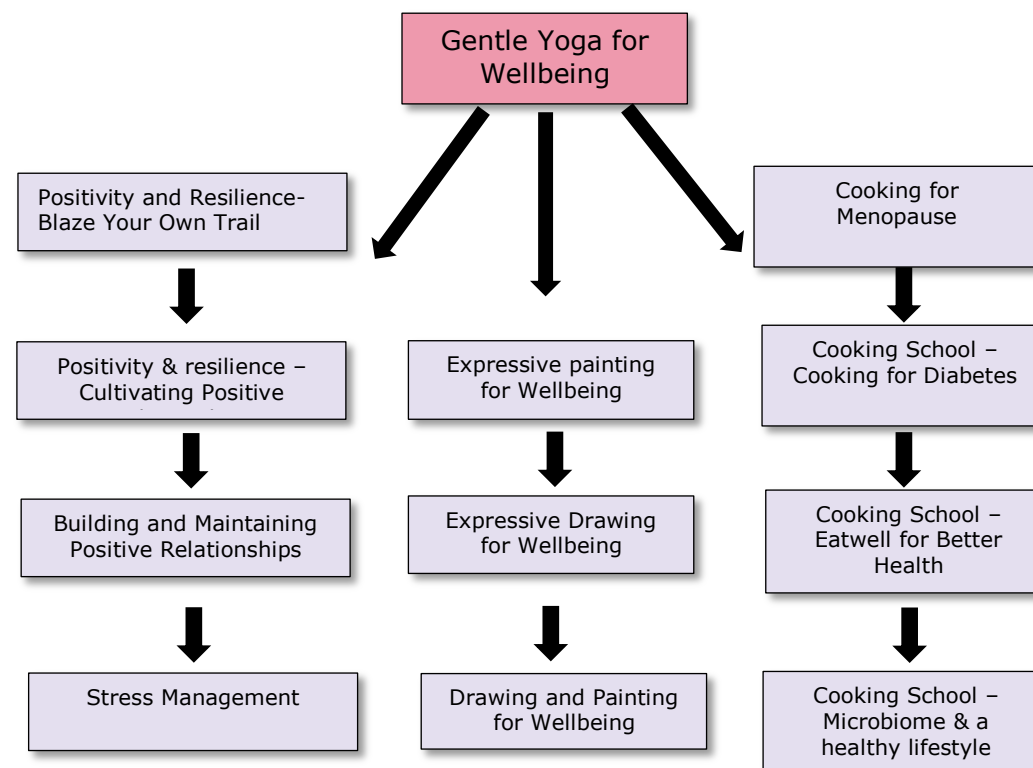 Gentle Yoga for
Wellbeing
Positivity and Resilience-
Blaze Your Own Trail
Positivity & resilience –
Cultivating Positive
Building and Maintaining
Positive Relationships
Stress Management
Expressive painting
for Wellbeing
Expressive Drawing
for Wellbeing
Drawing and Painting
for Wellbeing
Cooking for
Menopause
Cooking School –
Cooking for Diabetes
Cooking School –
Eatwell for Better
Health
Cooking School –
Microbiome & a
healthy lifestyle